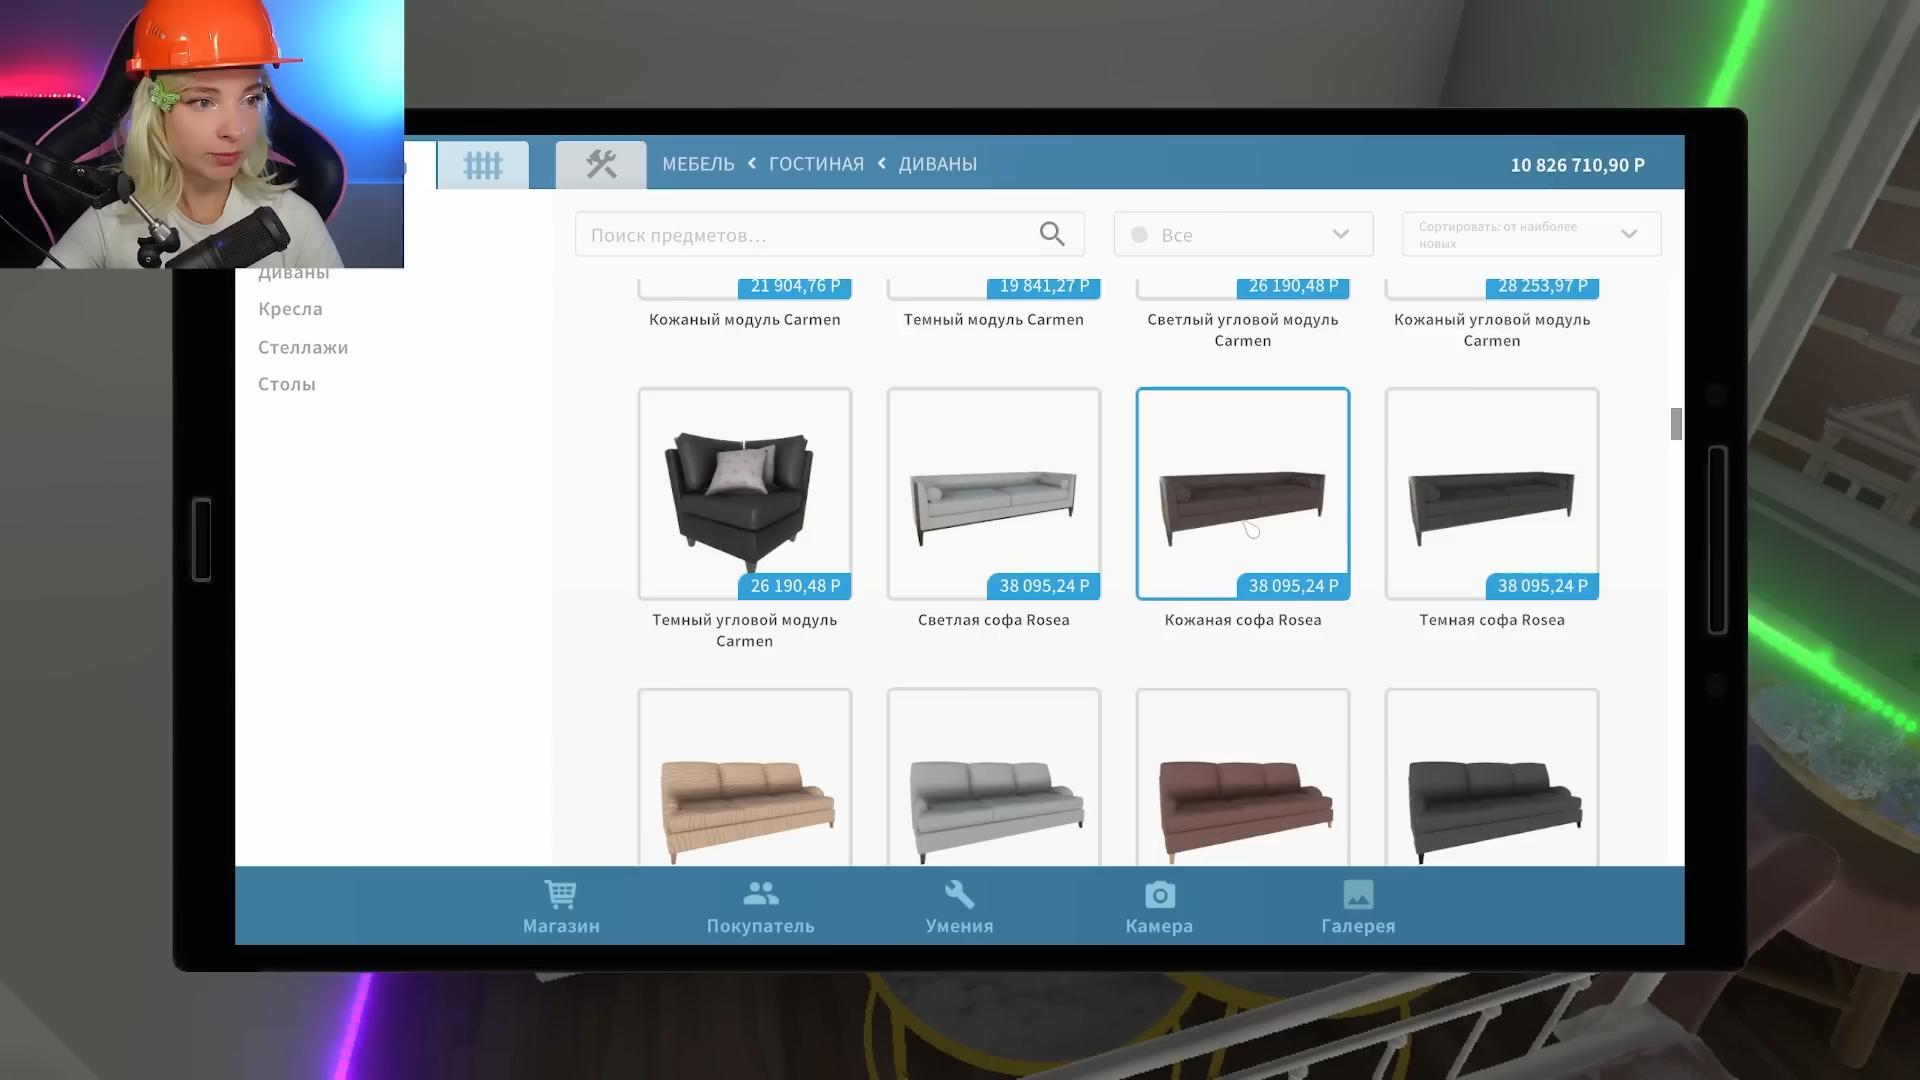 МЕБЕЛЬ < ГОСТИНАЯ < ДИВАНЫ
10 826 710,90 Р
Поиск предметов...
Все
Сортировать: от наиболее
новых
Диваны
Кресла
Стеллажи
Столы
21 904,76 Р
19 841,27 Р
26 190,48 Р
28 253,97 Р
Кожаный модуль Carmen
Темный модуль Carmen
Светлый угловой модуль
Carmen
Кожаный угловой модуль
Carmen
26 190,48 Р
38 095,24 Р
38 095,24 Р
38 095,24 Р
Темный угловой модуль
Carmen
Светлая софа Rosea
Кожаная софа Rosea
Темная софа Rosea
Магазин
Покупатель
Умения
Камера
Галерея